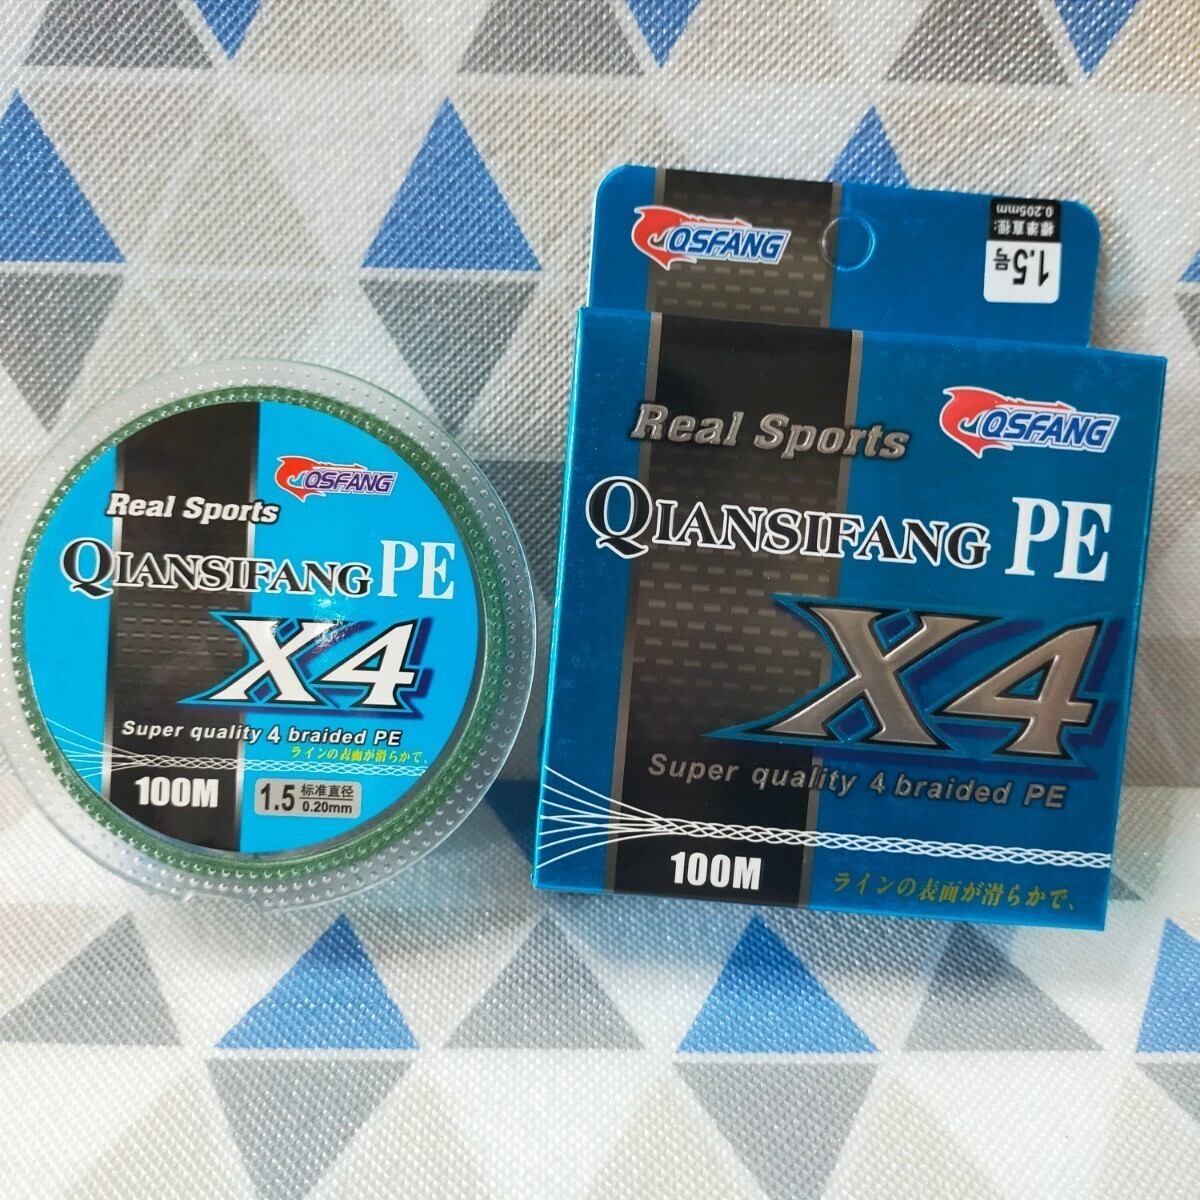 QSFANG
Real Sports
QIANSIFANG PE
X4
Super quality 4 braided PE
ラインの表面が滑らかで、
100M
1.5 标准直径
0.20mm
QSFANG
1.5号
標準直徑:
0.205mm
Real Sports
QSFANG
QIANSIFANG PE
X4
Super quality 4 braided PE
100M
ラインの表面が滑らかで、